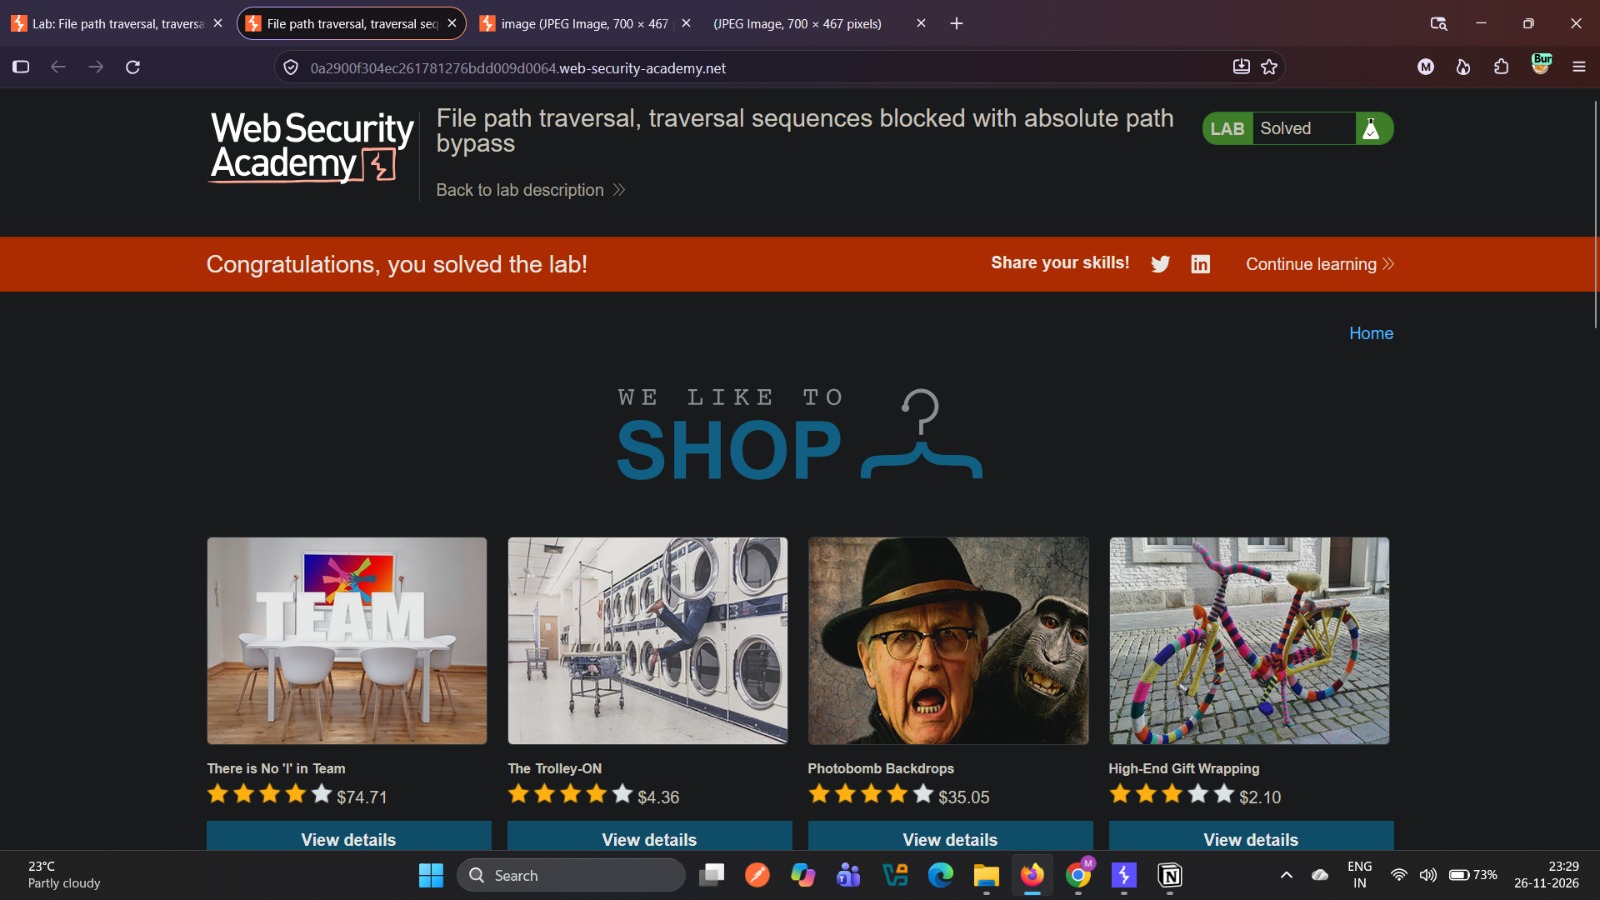 Lab: File path traversal, traversa
File path traversal, traversal seq
image (JPEG Image, 700 × 467
(JPEG Image, 700 × 467 pixels)
0a2900f304ec261781276bdd009d0064.web-security-academy.net
M
Bur
Web Security
Academy
File path traversal, traversal sequences blocked with absolute path
bypass
Back to lab description
LAB
Solved
Congratulations, you solved the lab!
Share your skills!
in
Continue learning
Home
WE LIKE TO
SHOP
TEAM
There is No 'I' in Team
$74.71
View details
The Trolley-ON
$4.36
View details
Photobomb Backdrops
$35.05
View details
High-End Gift Wrapping
$2.10
View details
23°C
Partly cloudy
Search
M
ENG
IN
73%
23:29
26-11-2026